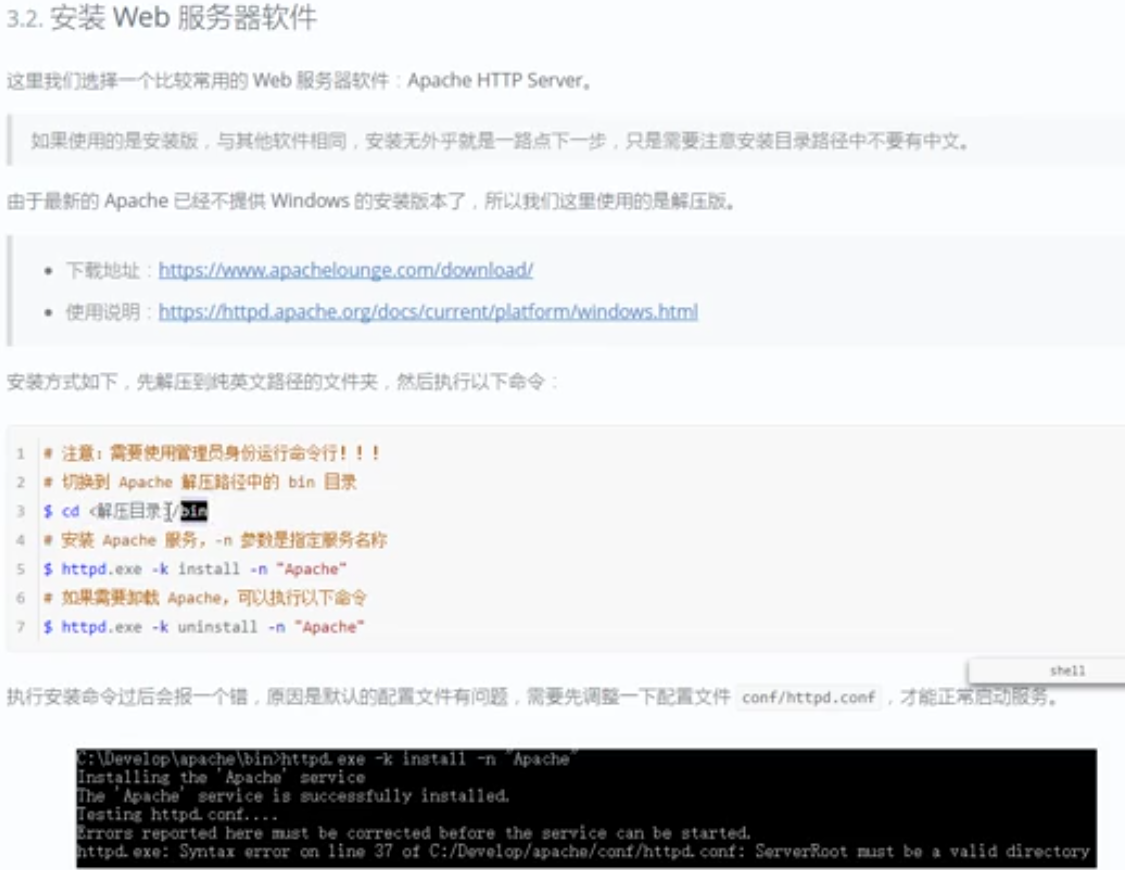 3.2. 安装 Web 服务器软件
这里我们选择一个比较常用的 Web 服务器软件：Apache HTTP Server。
如果使用的是安装版，与其他软件相同，安装无外乎就是一路点下一步，只是需要注意安装目录路径中不要有中文。
由于最新的 Apache 已经不提供 Windows 的安装版本了，所以我们这里使用的是解压版。
• 下载地址：https://www.apachelounge.com/download/
• 使用说明：https://httpd.apache.org/docs/current/platform/windows.html
安装方式如下，先解压到纯英文路径的文件夹，然后执行以下命令：
1 # 注意：需要使用管理员身份运行命令行！！！
2 # 切换到 Apache 解压路径中的 bin 目录
3 $ cd <解压目录>/bin
4 # 安装 Apache 服务，-n 参数是指定服务名称
5 $ httpd.exe -k install -n "Apache"
6 # 如果需要卸载 Apache，可以执行以下命令
7 $ httpd.exe -k uninstall -n "Apache"
shell
执行安装命令过后会报一个错，原因是默认的配置文件有问题，需要先调整一下配置文件 conf/httpd.conf ，才能正常启动服务。
C:\Develop\apache\bin>httpd.exe -k install -n "Apache"
Installing the 'Apache' service
The 'Apache' service is successfully installed.
Testing httpd.conf....
Errors reported here must be corrected before the service can be started.
httpd.exe: Syntax error on line 37 of C:/Develop/apache/conf/httpd.conf: ServerRoot must be a valid directory